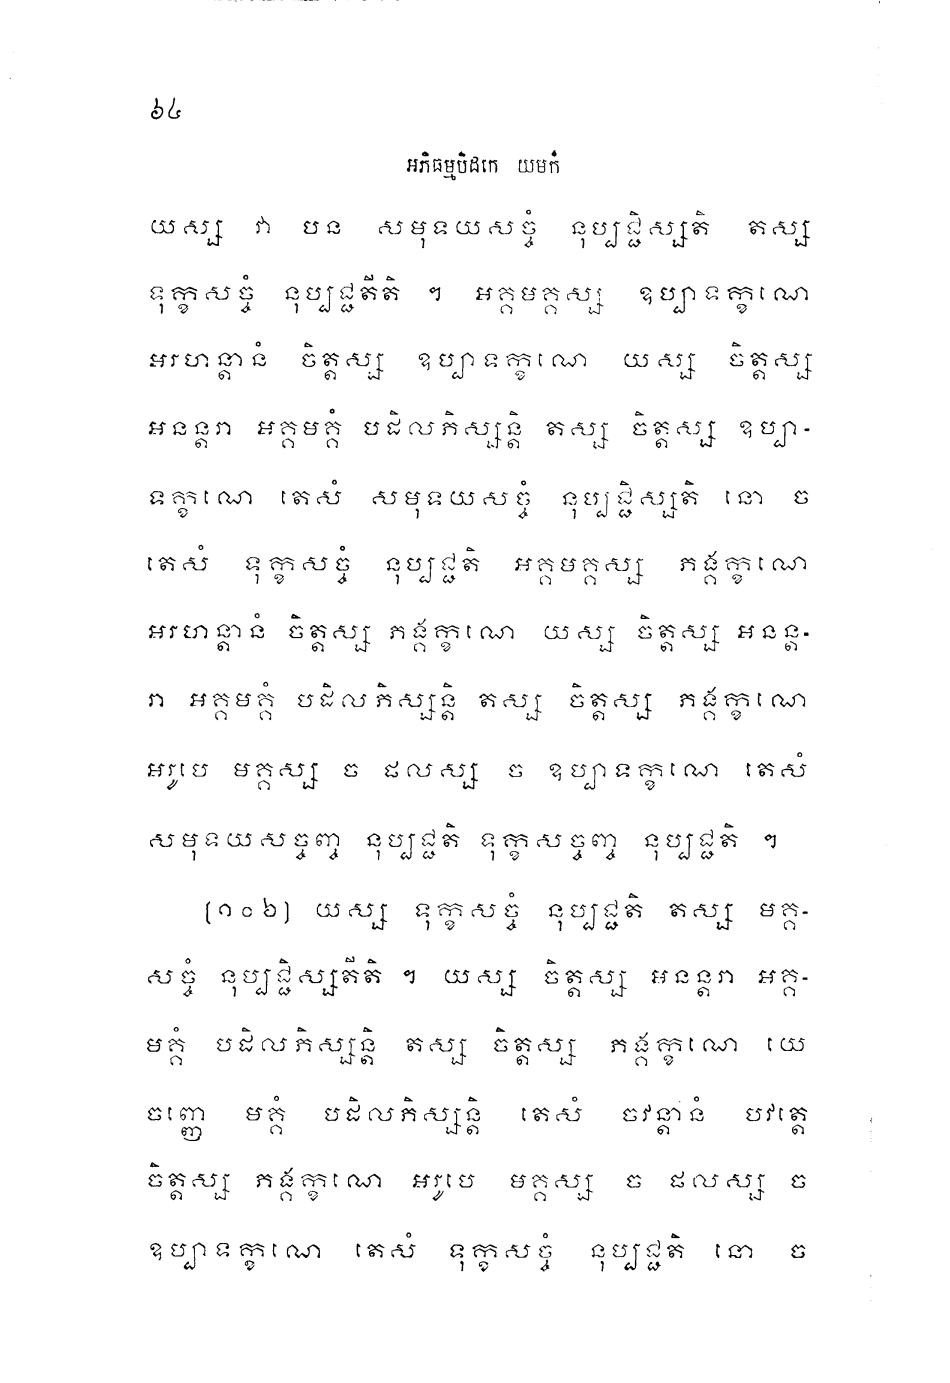 ៦៤
អភិធម្មបិដកេ យមកំ
យស្ស វា បន សមុទយសច្ចំ នុប្បជ្ជិស្សតិ តស្ស
ទុក្ខសច្ចំ នុប្បជ្ជតីតិ ។ អគ្គមគ្គស្ស ឧប្បាទក្ខណេ
អរហន្តានំ ចិត្តស្ស ឧប្បាទក្ខណេ យស្ស ចិត្តស្ស
អនន្តរា អគ្គមគ្គំ បដិលភិស្សន្តិ តស្ស ចិត្តស្ស ឧប្បា-
ទក្ខណេ តេសំ សមុទយសច្ចំ នុប្បជ្ជិស្សតិ នោ ច
តេសំ ទុក្ខសច្ចំ នុប្បជ្ជតិ អគ្គមគ្គស្ស ភង្គក្ខណេ
អរហន្តានំ ចិត្តស្ស ភង្គក្ខណេ យស្ស ចិត្តស្ស អនន្ត-
រា អគ្គមគ្គំ បដិលភិស្សន្តិ តស្ស ចិត្តស្ស ភង្គក្ខណេ
អរូបេ មគ្គស្ស ច ផលស្ស ច ឧប្បាទក្ខណេ តេសំ
សមុទយសច្ចញ្ច នុប្បជ្ជតិ ទុក្ខសច្ចញ្ច នុប្បជ្ជតិ ។
[១០៦] យស្ស ទុក្ខសច្ចំ នុប្បជ្ជតិ តស្ស មគ្គ-
សច្ចំ នុប្បជ្ជិស្សតីតិ ។ យស្ស ចិត្តស្ស អនន្តរា អគ្គ-
មគ្គំ បដិលភិស្សន្តិ តស្ស ចិត្តស្ស ភង្គក្ខណេ យេ
ចញ្ញេ មគ្គំ បដិលភិស្សន្តិ តេសំ ចវន្តានំ បវត្តេ
ចិត្តស្ស ភង្គក្ខណេ អរូបេ មគ្គស្ស ច ផលស្ស ច
ឧប្បាទក្ខណេ តេសំ ទុក្ខសច្ចំ នុប្បជ្ជតិ នោ ច